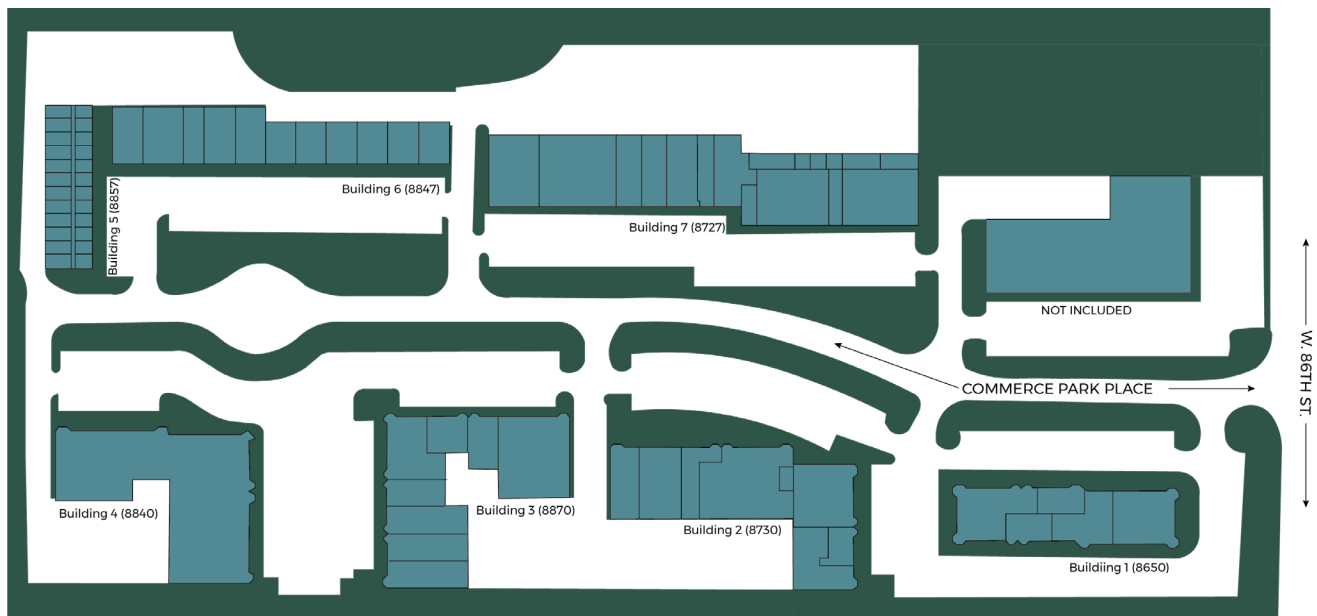 Building 5 (8857)
Building 6 (8847)
Building 7 (8727)
NOT INCLUDED
W. 86TH ST.
COMMERCE PARK PLACE
Building 4 (8840)
Building 3 (8870)
Building 2 (8730)
Buildiing 1 (8650)